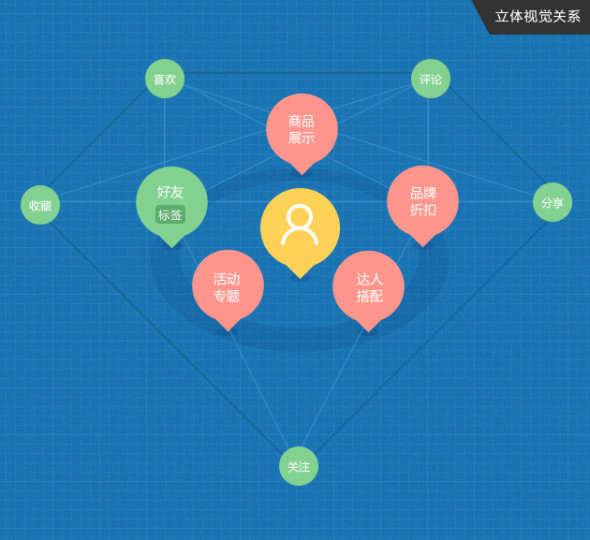 立体视觉关系
喜欢
评论
商品
展示
好友
标签
品牌
折扣
收藏
分享
活动
专题
达人
搭配
关注